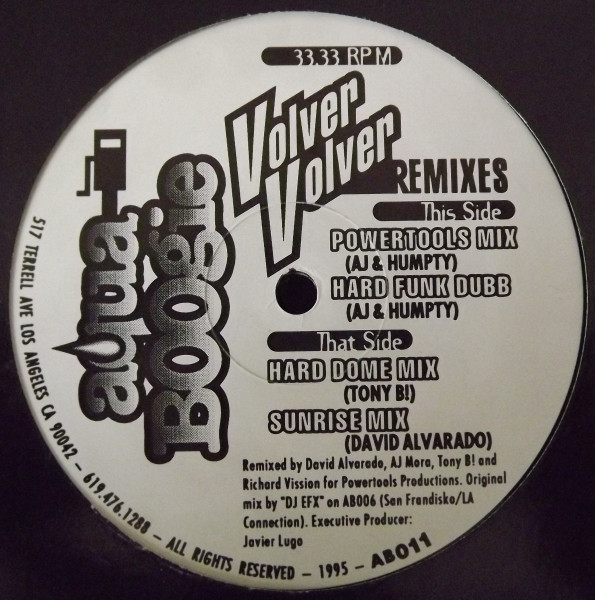 33.33 RPM
Volver
Volver
REMIXES
This Side
POWERTOOLS MIX
(AJ & HUMPTY)
HARD FUNK DUBB
(AJ & HUMPTY)
That Side
HARD DOME MIX
(TONY B!)
SUNRISE MIX
(DAVID ALVARADO)
Remixed by David Alvarado, AJ Mora, Tony B! and
Richard Vission for Powertools Productions. Original
mix by "DJ EFX" on AB006 (San Frandisko/LA
Connection). Executive Producer:
Javier Lugo
aqua
Boogie
517 TERRELL AVE LOS ANGELES CA 90042 - 619.476.1288 - ALL RIGHTS RESERVED - 1995 - AB011